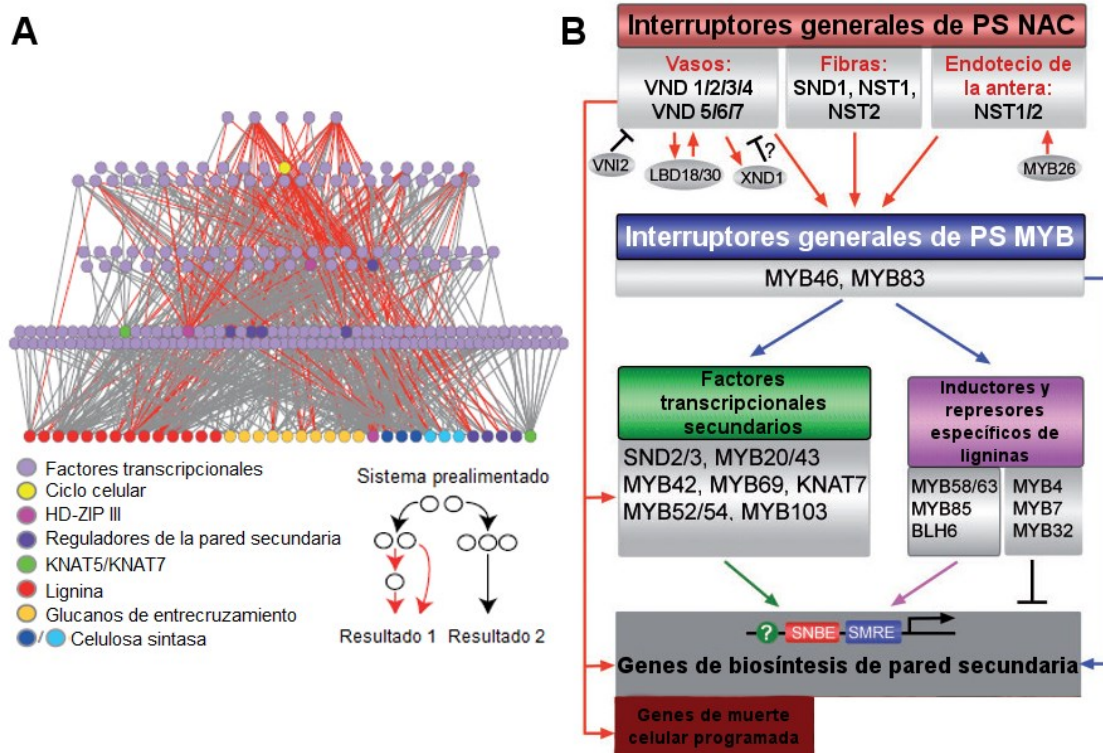 A
Factores transcripcionales
Ciclo celular
HD-ZIP III
Reguladores de la pared secundaria
KNAT5/KNAT7
Lignina
Glucanos de entrecruzamiento
/ Celulosa sintasa
Sistema prealimentado
Resultado 1
Resultado 2
B
Interruptores generales de PS NAC
Vasos:
VND 1/2/3/4
VND 5/6/7
Fibras:
SND1, NST1,
NST2
Endotecio de
la antera:
NST1/2
VNI2
LBD18/30
?
XND1
MYB26
Interruptores generales de PS MYB
MYB46, MYB83
Factores
transcripcionales
secundarios
SND2/3, MYB20/43
MYB42, MYB69, KNAT7
MYB52/54, MYB103
Inductores y
represores
específicos de
ligninas
MYB58/63
MYB85
BLH6
MYB4
MYB7
MYB32
? SNBE SMRE
Genes de biosíntesis de pared secundaria
Genes de muerte
celular programada